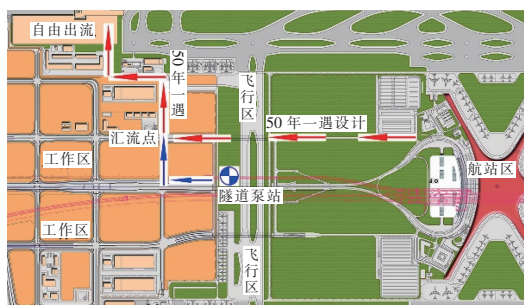 自由出流
50年一遇
飞行区
汇流点
50年一遇设计
工作区
航站区
隧道泵站
工作区
飞行区